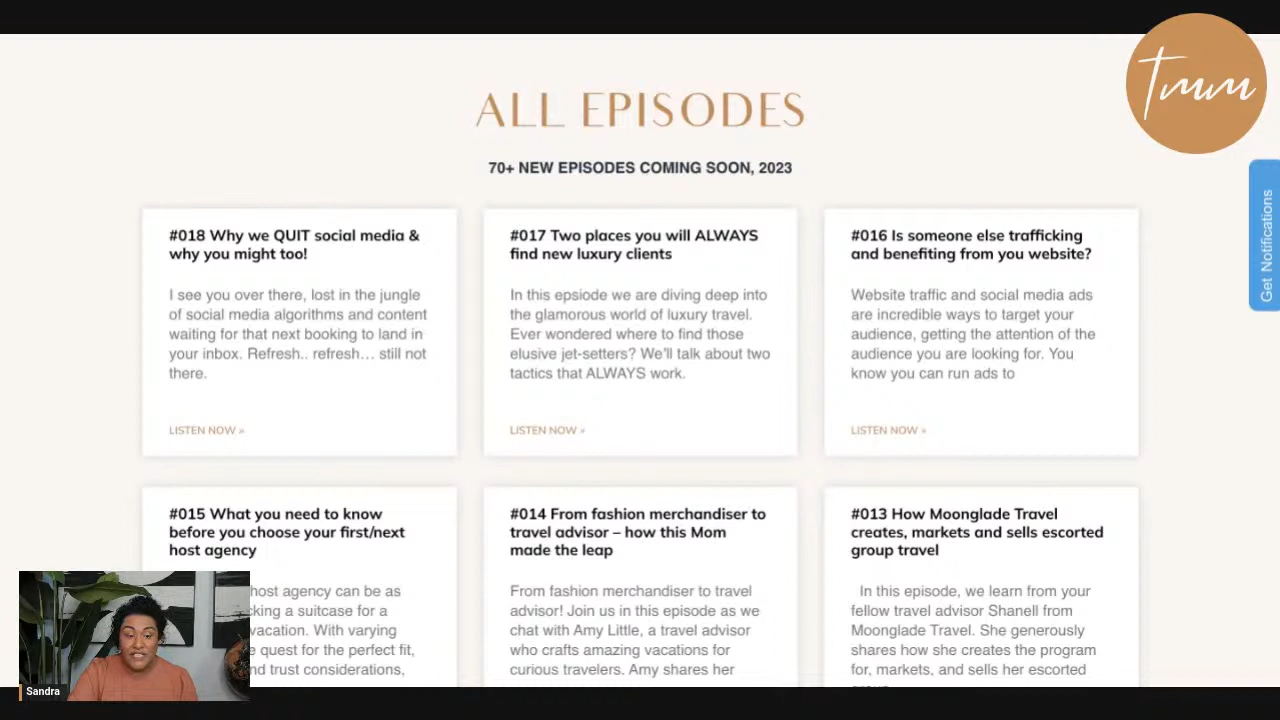 Tmm
ALL EPISODES
70+ NEW EPISODES COMING SOON, 2023
Get Notifications
#018 Why we QUIT social media &
why you might too!
I see you over there, lost in the jungle
of social media algorithms and content
waiting for that next booking to land in
your inbox. Refresh.. refresh… still not
there.
LISTEN NOW »
#017 Two places you will ALWAYS
find new luxury clients
In this epsiode we are diving deep into
the glamorous world of luxury travel.
Ever wondered where to find those
elusive jet-setters? We'll talk about two
tactics that ALWAYS work.
LISTEN NOW »
#016 Is someone else trafficking
and benefiting from you website?
Website traffic and social media ads
are incredible ways to target your
audience, getting the attention of the
audience you are looking for. You
know you can run ads to
LISTEN NOW »
#015 What you need to know
before you choose your first/next
host agency
host agency can be as
cking a suitcase for a
vacation. With varying
e quest for the perfect fit,
nd trust considerations,
#014 From fashion merchandiser to
travel advisor – how this Mom
made the leap
From fashion merchandiser to travel
advisor! Join us in this episode as we
chat with Amy Little, a travel advisor
who crafts amazing vacations for
curious travelers. Amy shares her
#013 How Moonglade Travel
creates, markets and sells escorted
group travel
In this episode, we learn from your
fellow travel advisor Shanell from
Moonglade Travel. She generously
shares how she creates the program
for, markets, and sells her escorted
Sandra